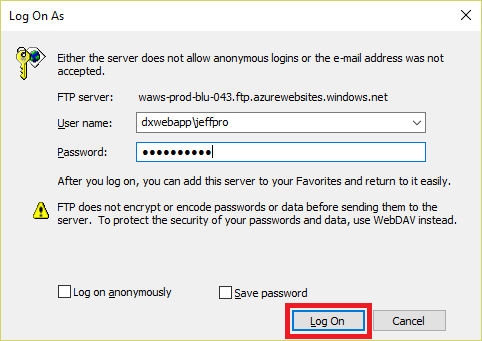 Log On As
Either the server does not allow anonymous logins or the e-mail address was not
accepted.
FTP server: waws-prod-blu-043.ftp.azurewebsites.windows.net
User name: dxwebapp\jeffpro
Password: ●●●●●●●●●●
After you log on, you can add this server to your Favorites and return to it easily.
FTP does not encrypt or encode passwords or data before sending them to the
server. To protect the security of your passwords and data, use WebDAV instead.
Log on anonymously Save password
Log On Cancel